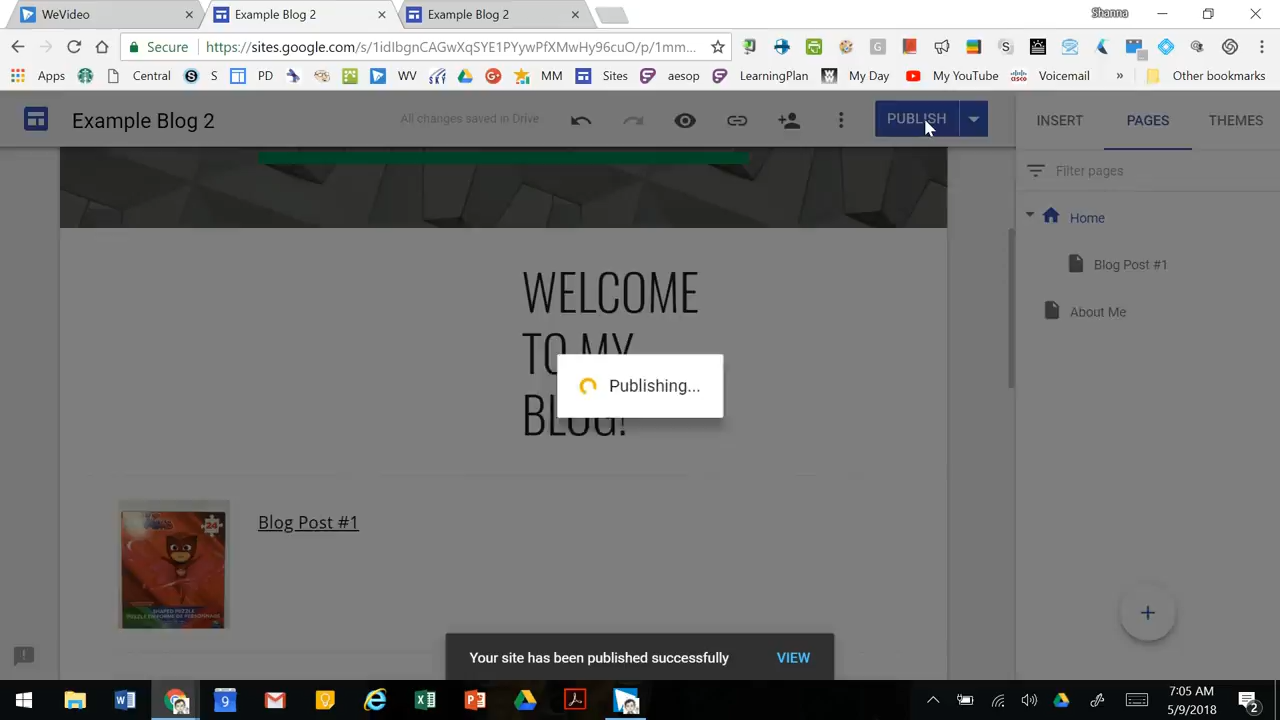 WeVideo
Example Blog 2
Example Blog 2
Shanna
Secure
https://sites.google.com/s/1idIbgnCAGwXqSYE1PYywPfXMwHy96cuO/p/1mm...
Apps
Central
S
PD
WV
MM
Sites
aesop
LearningPlan
My Day
My YouTube
Voicemail
»
Other bookmarks
Example Blog 2
All changes saved in Drive
PUBLISH
INSERT
PAGES
THEMES
Filter pages
Home
Blog Post #1
About Me
WELCOME
TO MY
BLOG!
Publishing...
Blog Post #1
24
Your site has been published successfully
VIEW
7:05 AM
5/9/2018
2